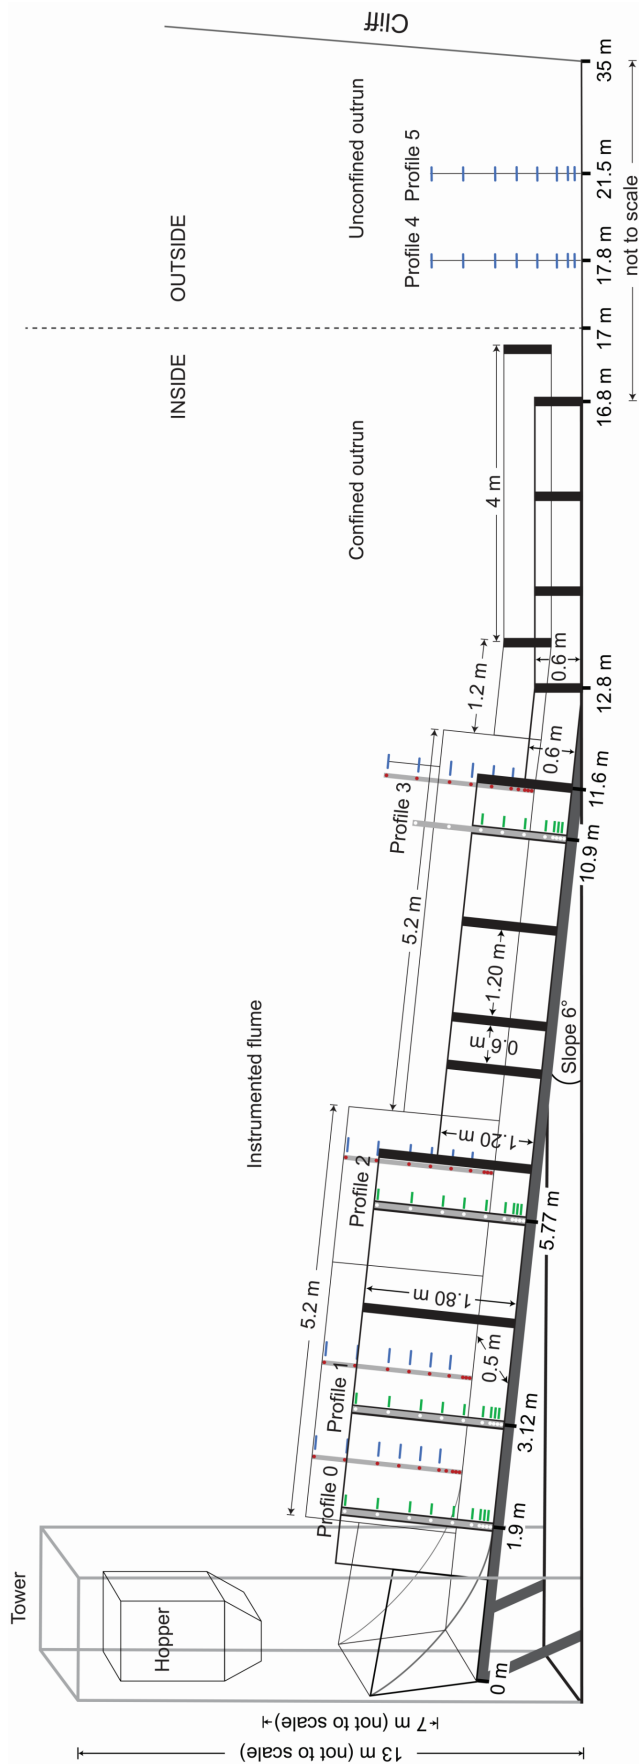 Tower
Hopper
13 m (not to scale)
7 m (not to scale)
0 m
1.9 m
3.12 m
5.77 m
10.9 m
11.6 m
12.8 m
16.8 m
17 m
17.8 m
21.5 m
35 m
not to scale
Profile 0
Profile 1
Profile 2
Profile 3
Profile 4
Profile 5
5.2 m
5.2 m
0.5 m
1.80 m
1.20 m
0.6 m
1.20 m
Slope 6°
0.6 m
1.2 m
0.6 m
4 m
Instrumented flume
Confined outrun
Unconfined outrun
INSIDE
OUTSIDE
Cliff